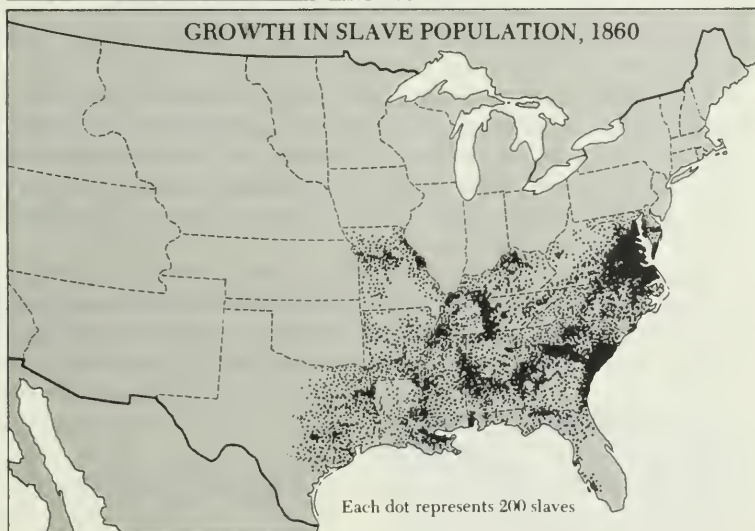 GROWTH IN SLAVE POPULATION, 1860
Each dot represents 200 slaves